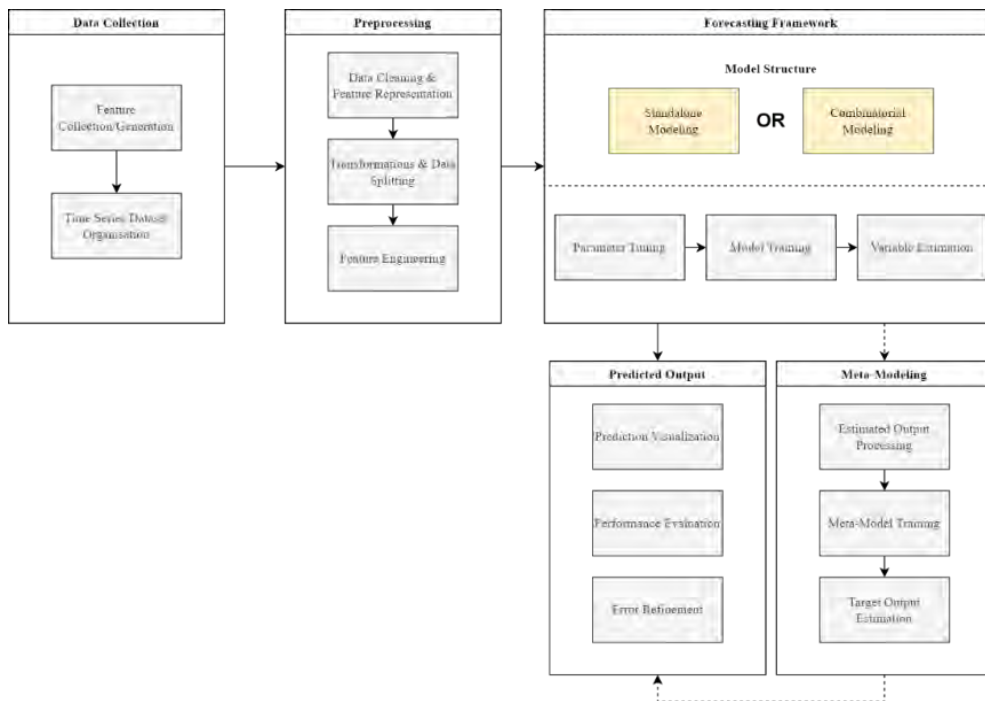 Data Collection
Feature
Collection/Generation
Time Series Dataset
Organisation
Preprocessing
Data Cleaning &
Feature Representation
Transformations & Data
Splitting
Feature Engineering
Forecasting Framework
Model Structure
Standalone
Modeling
OR
Combinatorial
Modeling
Parameter Tuning
Model Training
Variable Estimation
Predicted Output
Prediction Visualization
Performance Evaluation
Error Refinement
Meta-Modeling
Estimated Output
Processing
Meta-Model Training
Target Output
Estimation